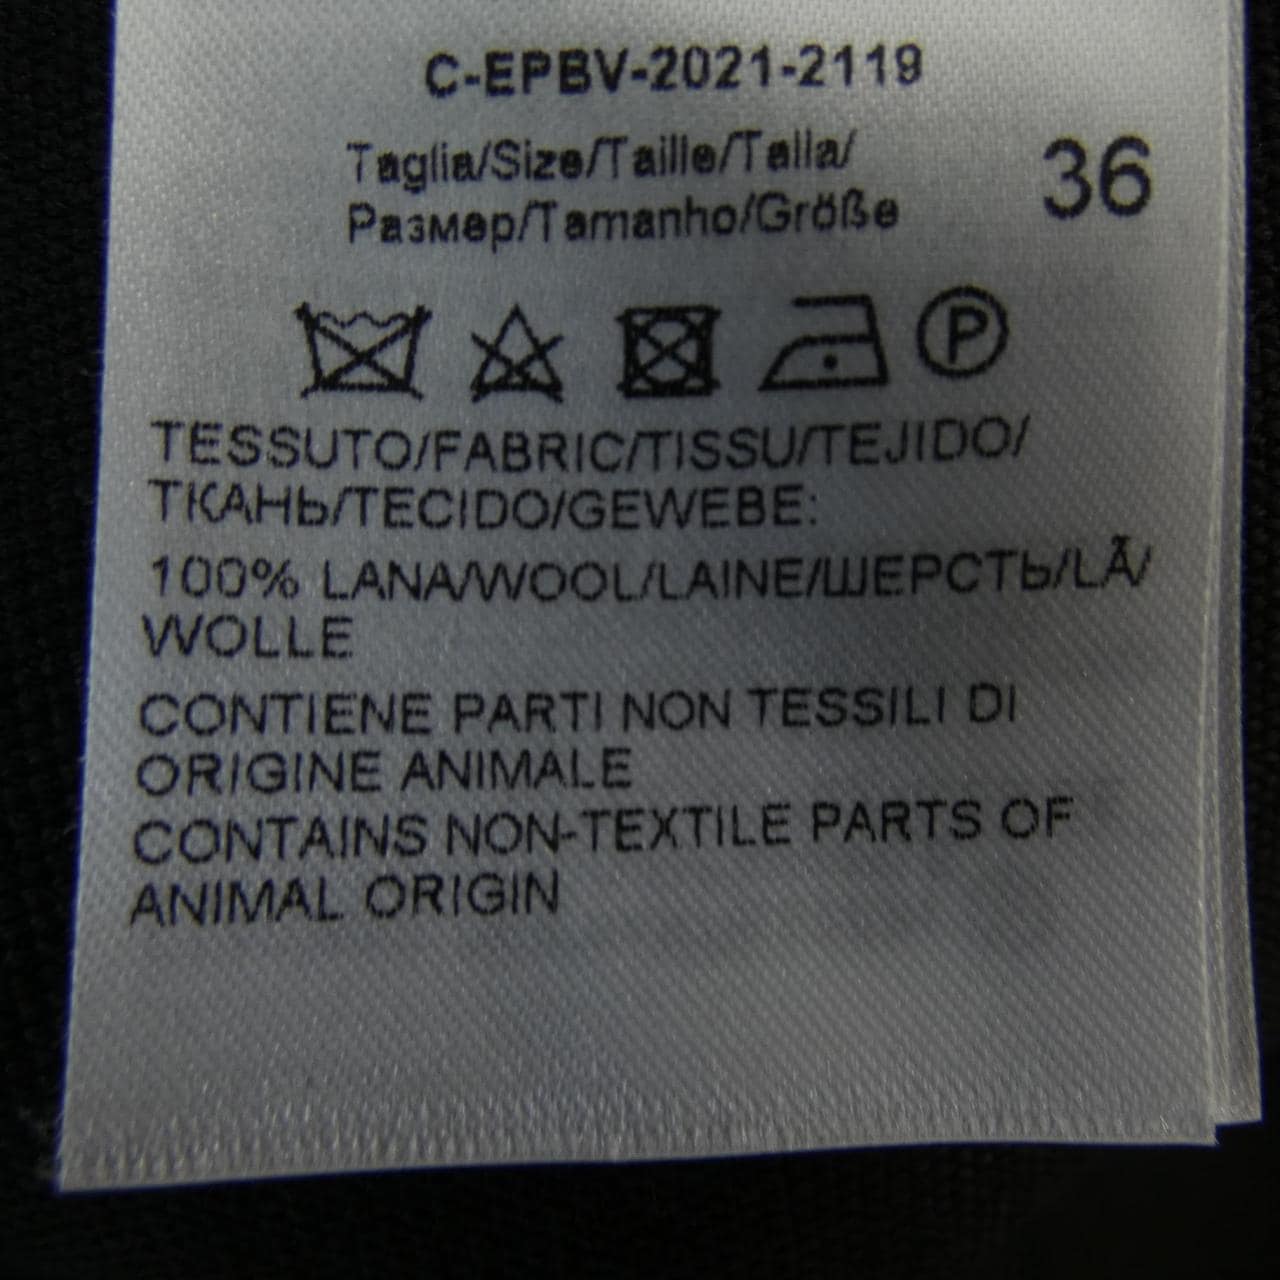 C-EPBV-2021-2119
Taglia/Size/Taille/Talla/
Размер/Tamanho/Größe
36
P
TESSUTO/FABRIC/TISSU/TEJIDO/
ТКАНЬ/TECIDO/GEWEBE:
100% LANA/WOOL/LAINE/ШЕРСТЬ/LÃ/
WOLLE
CONTIENE PARTI NON TESSILI DI
ORIGINE ANIMALE
CONTAINS NON-TEXTILE PARTS OF
ANIMAL ORIGIN